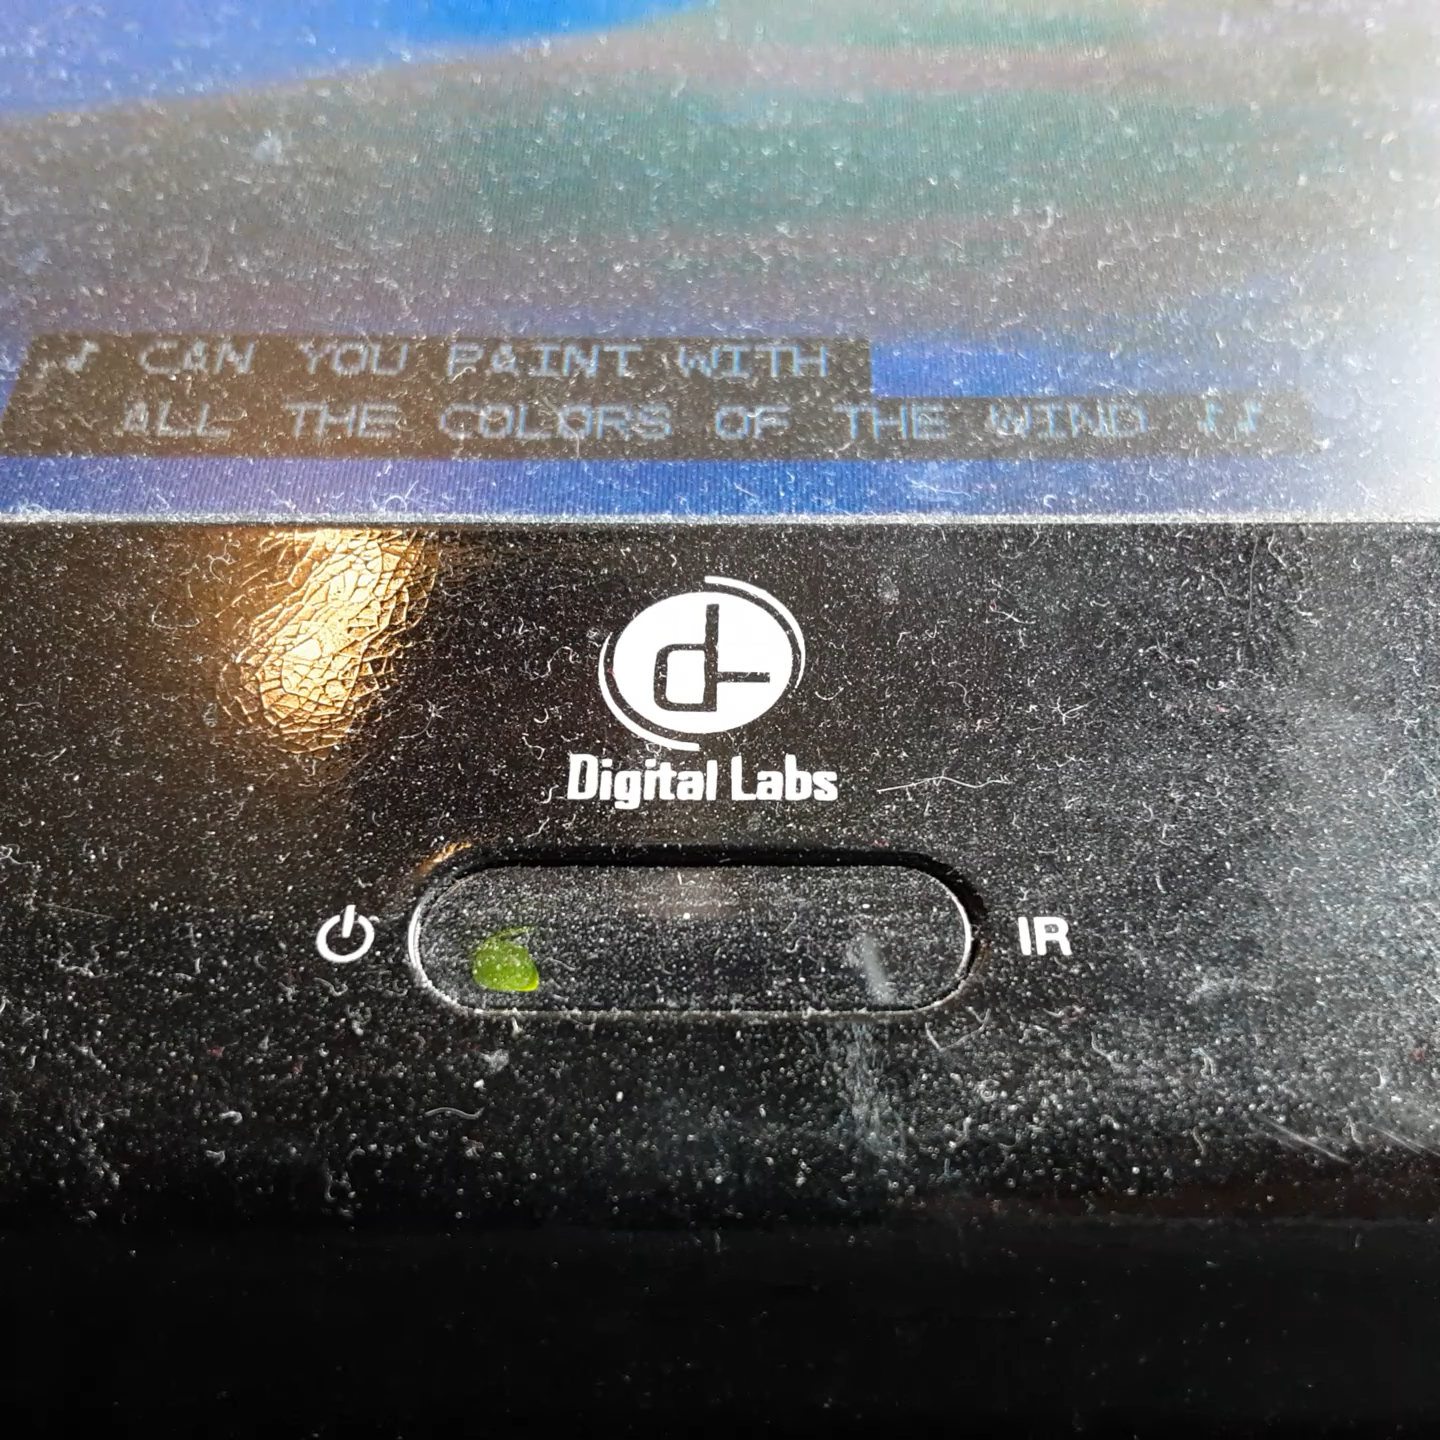 ♪ CAN YOU PAINT WITH
ALL THE COLORS OF THE WIND ♪♪
Digital Labs
IR